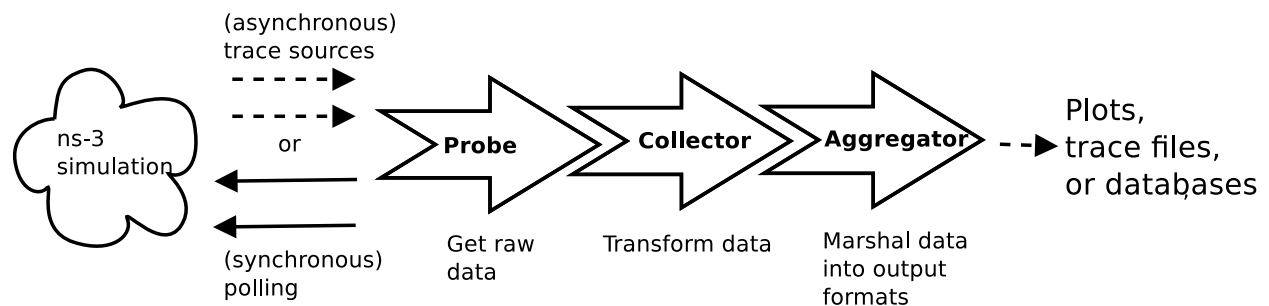 (asynchronous)
trace sources
ns-3
simulation
or
(synchronous)
polling
Probe
Collector
Aggregator
Get raw
data
Transform data
Marshal data
into output
formats
Plots,
trace files,
or databases